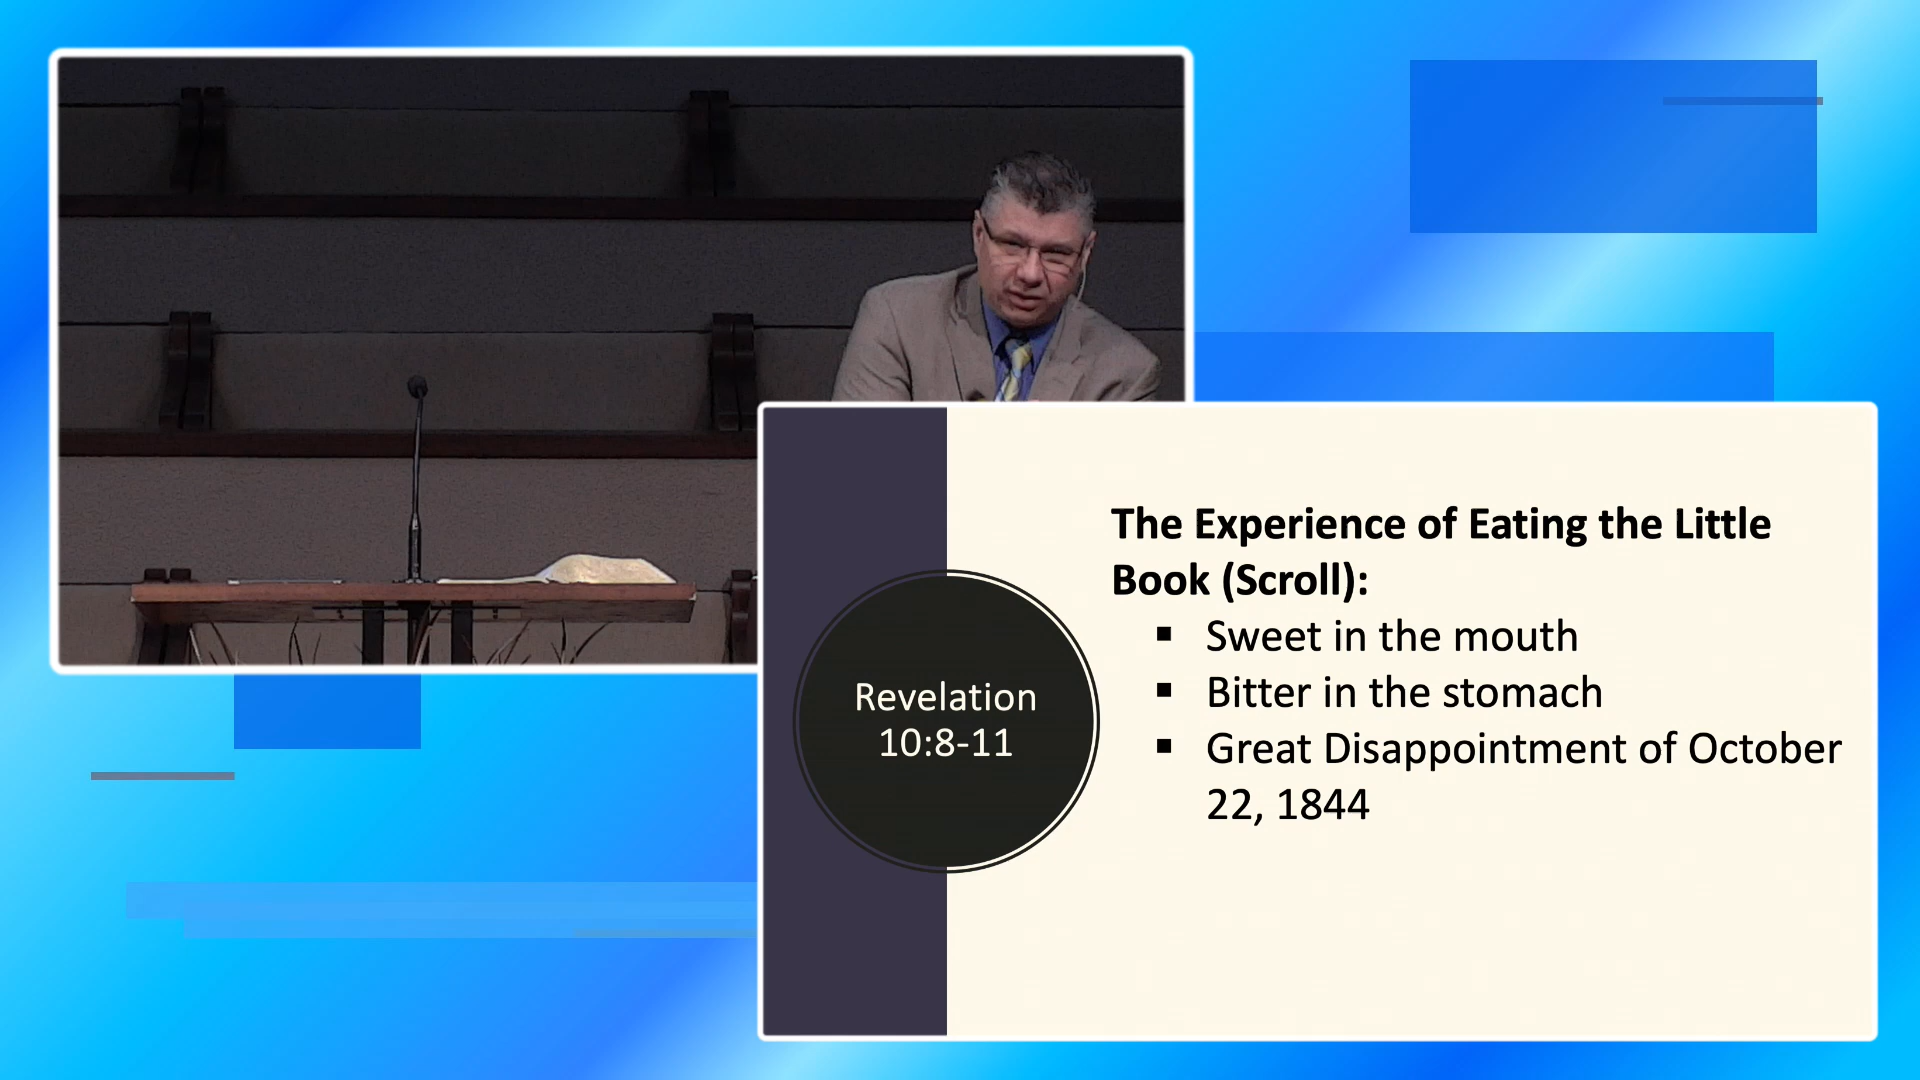 Revelation
10:8-11
The Experience of Eating the Little
Book (Scroll):
▪ Sweet in the mouth
▪ Bitter in the stomach
▪ Great Disappointment of October
22, 1844